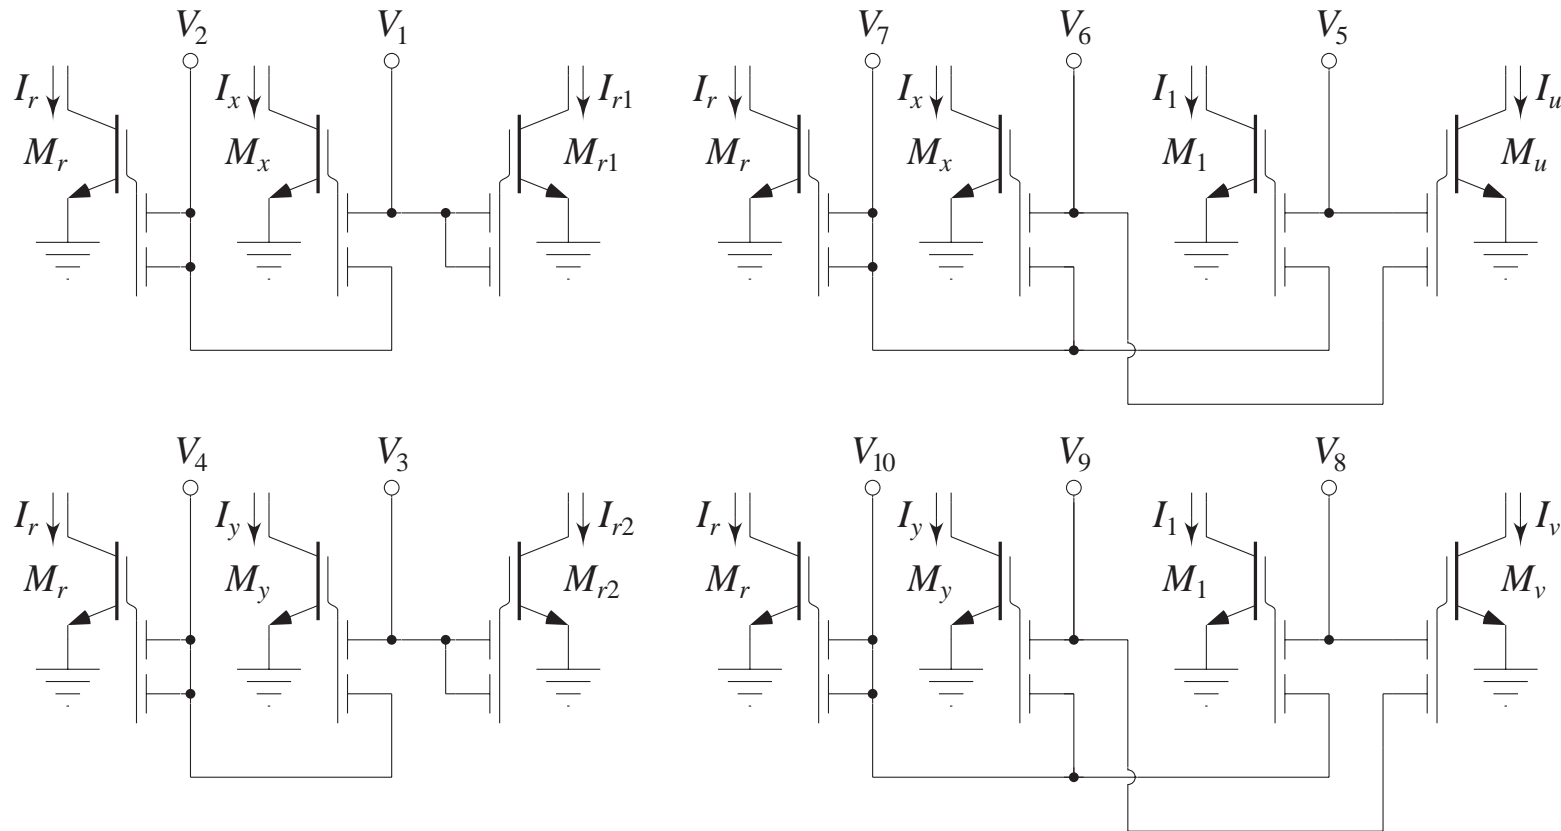 V2 V1 V7 V6 V5
Ir Ix Ir1 Ir Ix I1 Iu
Mr Mx Mr1 Mr Mx M1 Mu
V4 V3 V10 V9 V8
Ir Iy Ir2 Ir Iy I1 Iv
Mr My Mr2 Mr My M1 Mv